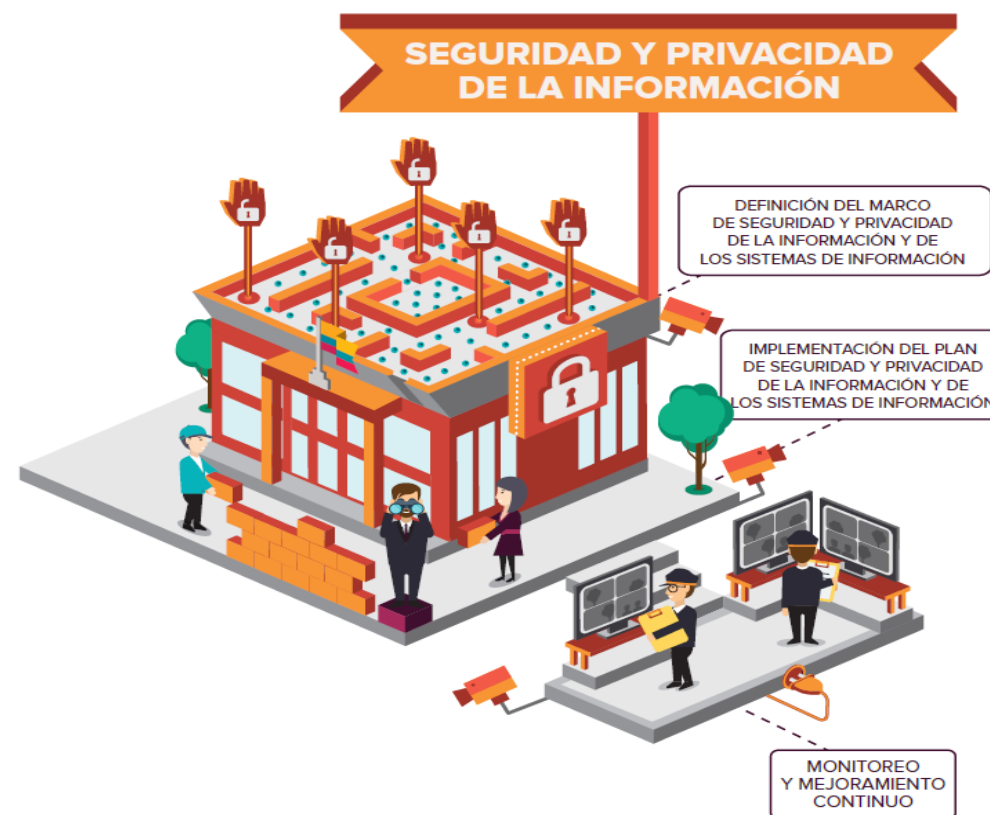 SEGURIDAD Y PRIVACIDAD
DE LA INFORMACIÓN
DEFINICIÓN DEL MARCO
DE SEGURIDAD Y PRIVACIDAD
DE LA INFORMACIÓN Y DE
LOS SISTEMAS DE INFORMACIÓN
IMPLEMENTACIÓN DEL PLAN
DE SEGURIDAD Y PRIVACIDAD
DE LA INFORMACIÓN Y DE
LOS SISTEMAS DE INFORMACIÓN
MONITOREO
Y MEJORAMIENTO
CONTINUO